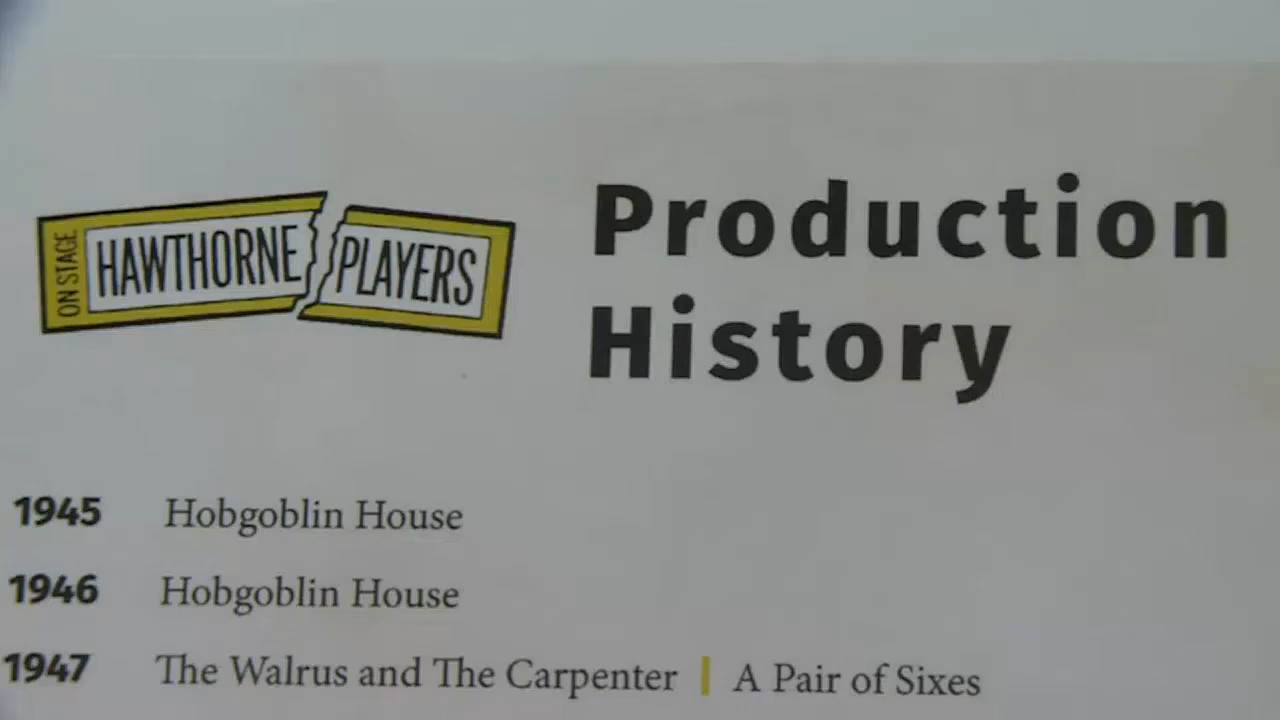 ON STAGE
HAWTHORNE PLAYERS
Production
History
1945 Hobgoblin House
1946 Hobgoblin House
1947 The Walrus and The Carpenter | A Pair of Sixes